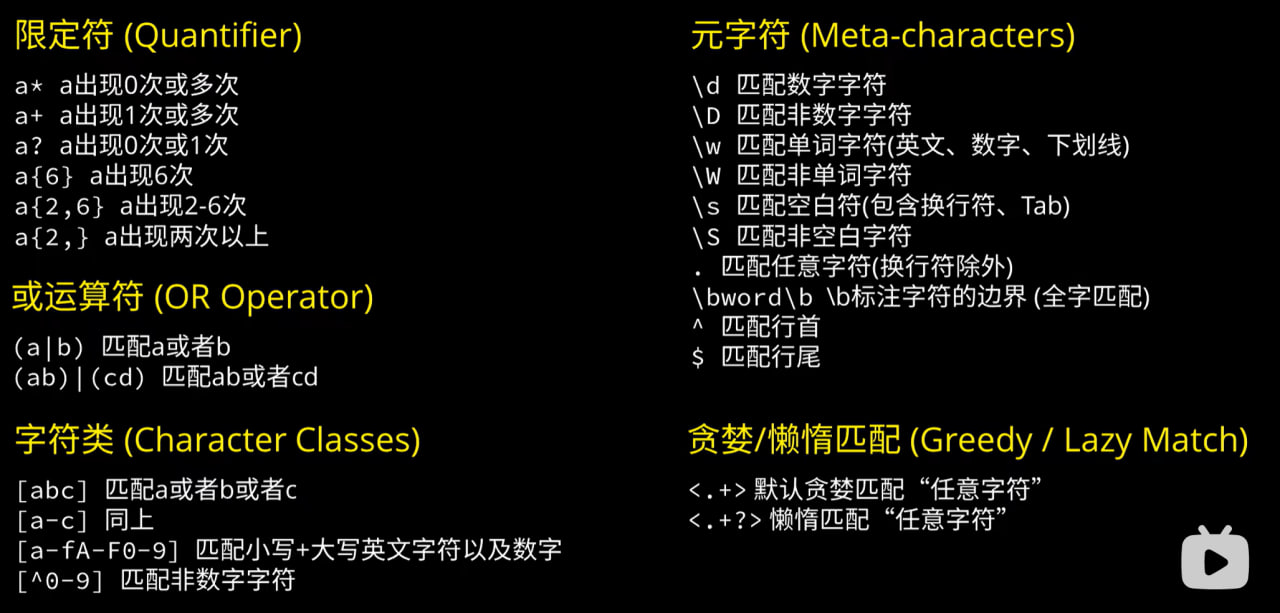 限定符 (Quantifier)
a* a出现0次或多次
a+ a出现1次或多次
a? a出现0次或1次
a{6} a出现6次
a{2,6} a出现2-6次
a{2,} a出现两次以上
或运算符 (OR Operator)
(a|b) 匹配a或者b
(ab)|(cd) 匹配ab或者cd
字符类 (Character Classes)
[abc] 匹配a或者b或者c
[a-c] 同上
[a-fA-F0-9] 匹配小写+大写英文字符以及数字
[^0-9] 匹配非数字字符
元字符 (Meta-characters)
\d 匹配数字字符
\D 匹配非数字字符
\w 匹配单词字符(英文、数字、下划线)
\W 匹配非单词字符
\s 匹配空白符(包含换行符、Tab)
\S 匹配非空白字符
. 匹配任意字符(换行符除外)
\bword\b \b标注字符的边界 (全字匹配)
^ 匹配行首
$ 匹配行尾
贪婪/懒惰匹配 (Greedy / Lazy Match)
<.+> 默认贪婪匹配“任意字符”
<.+?> 懒惰匹配“任意字符”